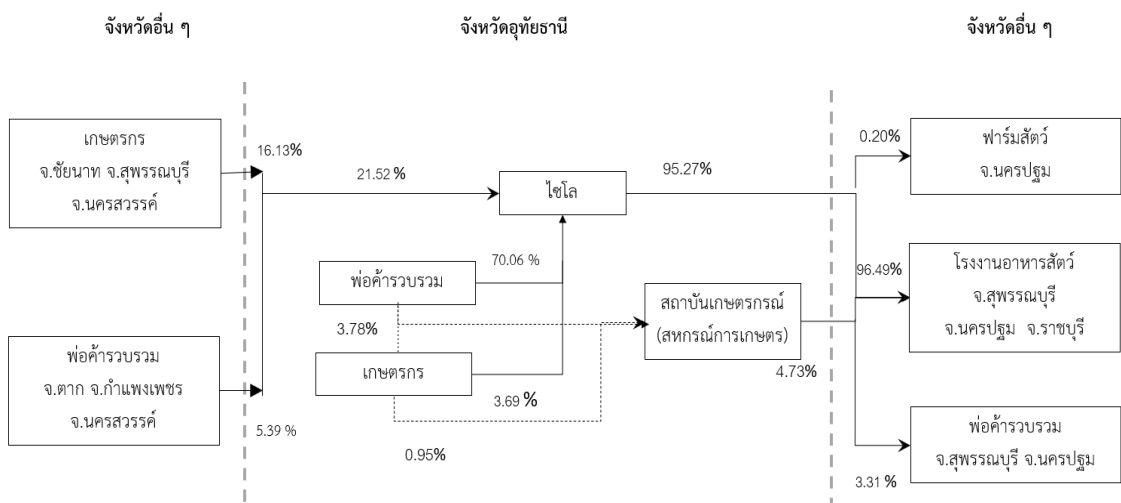 จังหวัดอื่น ๆ
จังหวัดอุทัยธานี
จังหวัดอื่น ๆ
เกษตรกร
จ.ชัยนาท จ.สุพรรณบุรี
จ.นครสวรรค์
16.13%
21.52 %
ไซโล
95.27%
0.20%
ฟาร์มสัตว์
จ.นครปฐม
พ่อค้ารวบรวม
70.06 %
3.78%
สถาบันเกษตรกรณ์
(สหกรณ์การเกษตร)
96.49%
โรงงานอาหารสัตว์
จ.สุพรรณบุรี
จ.นครปฐม จ.ราชบุรี
พ่อค้ารวบรวม
จ.ตาก จ.กำแพงเพชร
จ.นครสวรรค์
5.39 %
เกษตรกร
3.69 %
0.95%
4.73%
พ่อค้ารวบรวม
จ.สุพรรณบุรี จ.นครปฐม
3.31 %